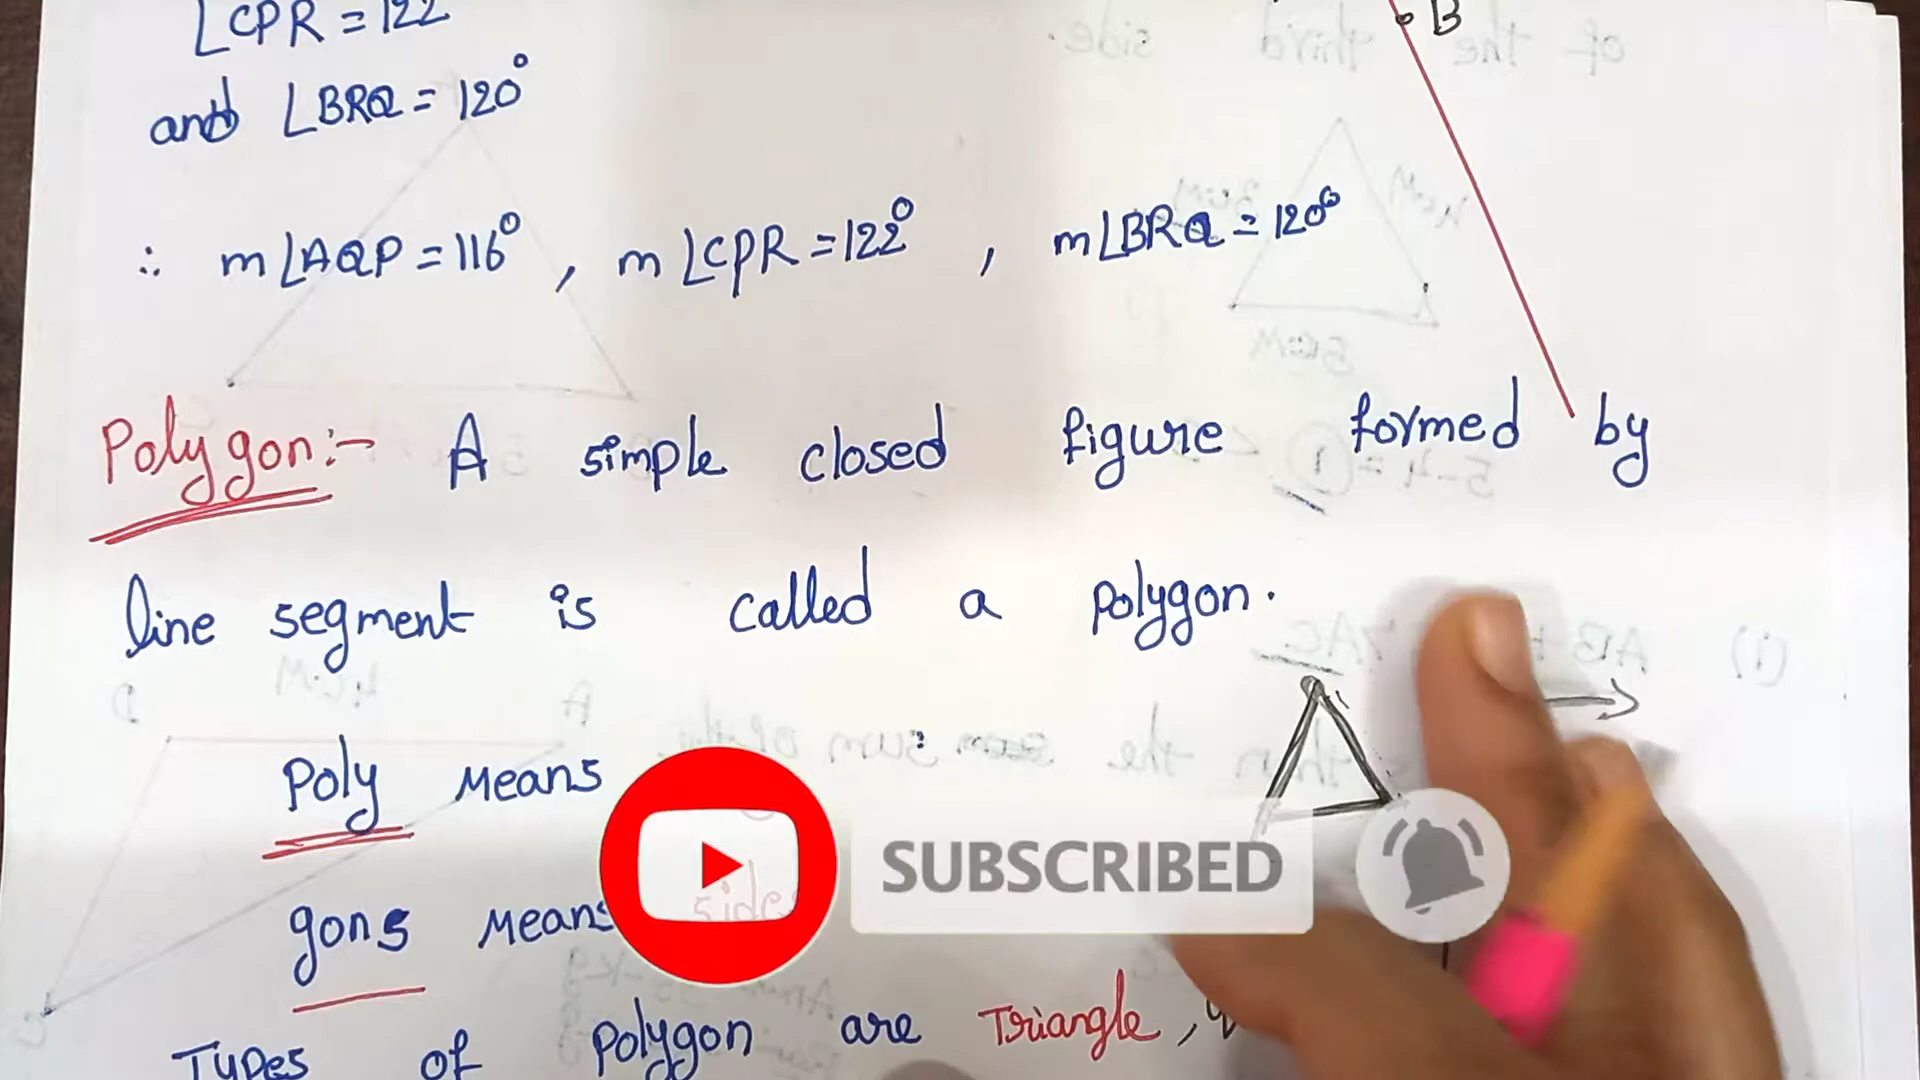 ∠CPR = 122
and ∠BRQ = 120°
B
∴ m∠AQP = 116° , m∠CPR = 122° , m∠BRQ = 120°
Polygon:- A simple closed figure formed by
line segment is called a polygon.
Poly means
gons means sides
SUBSCRIBED
Types of polygon are Triangle,